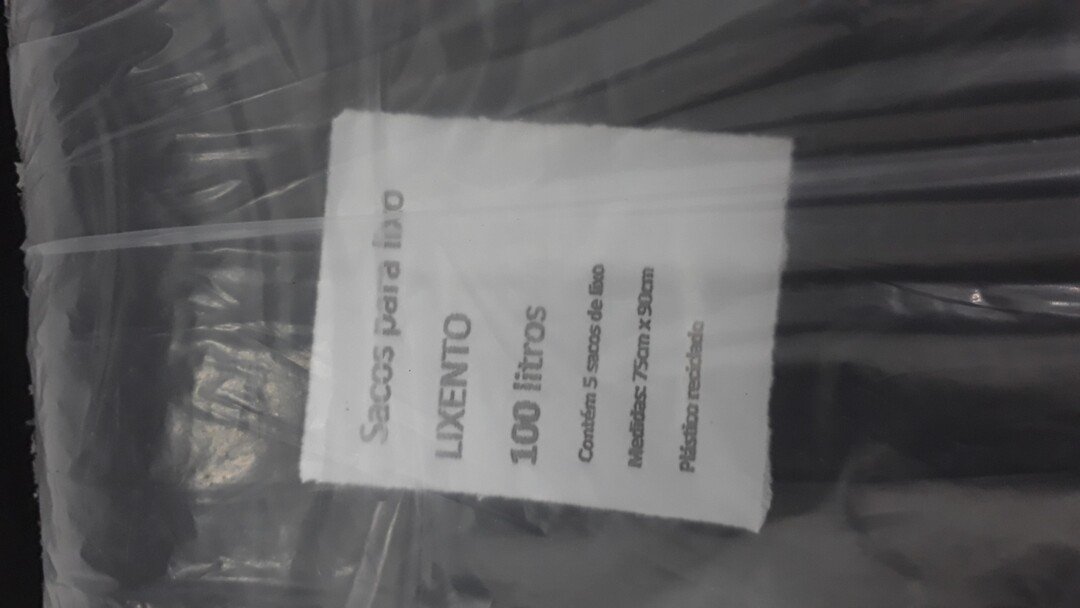 Sacos para lixo
LIXENTO
100 litros
Contém 5 sacos de lixo
Medidas: 75cm x 90cm
Plástico reciclado